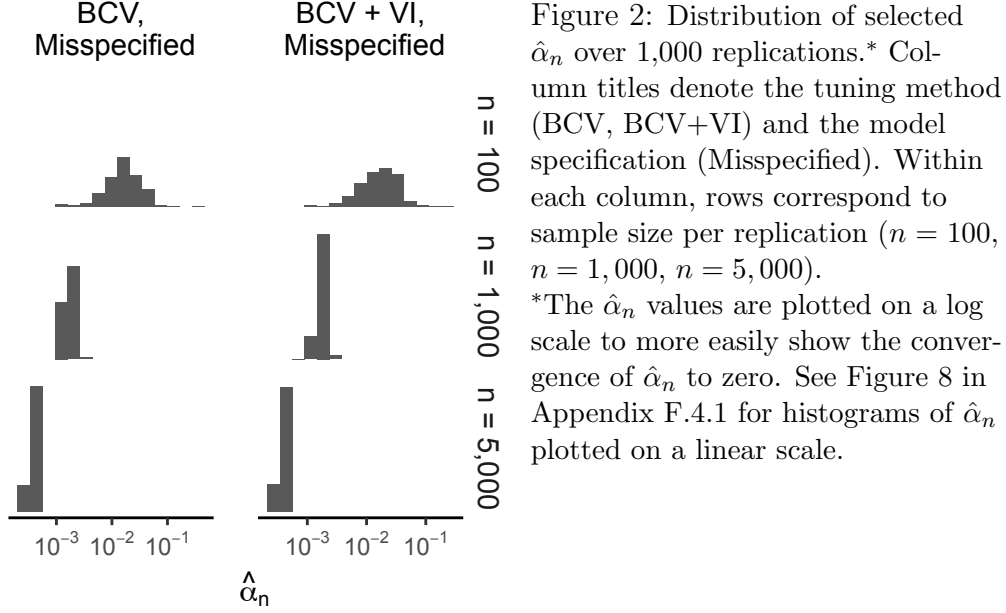 BCV,
Misspecified
BCV + VI,
Misspecified
n = 100
n = 1,000
n = 5,000
10⁻³ 10⁻² 10⁻¹
10⁻³ 10⁻² 10⁻¹
α̂ₙ
Figure 2: Distribution of selected
α̂ₙ over 1,000 replications.* Col-
umn titles denote the tuning method
(BCV, BCV+VI) and the model
specification (Misspecified). Within
each column, rows correspond to
sample size per replication (n = 100,
n = 1, 000, n = 5, 000).
*The α̂ₙ values are plotted on a log
scale to more easily show the conver-
gence of α̂ₙ to zero. See Figure 8 in
Appendix F.4.1 for histograms of α̂ₙ
plotted on a linear scale.